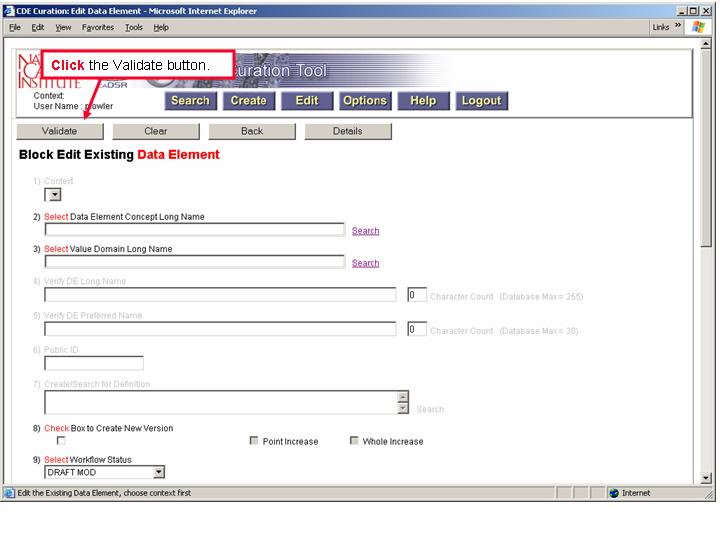 CDE Curation: Edit Data Element - Microsoft Internet Explorer
File Edit View Favorites Tools Help Links »
Click the Validate button.
NA
CA
INSTITUTE caDSR
uration Tool
Context:
User Name : rowler
Search Create Edit Options Help Logout
Validate Clear Back Details
Block Edit Existing Data Element
1) Context
2) Select Data Element Concept Long Name
Search
3) Select Value Domain Long Name
Search
4) Verify DE Long Name
0 Character Count (Database Max = 255)
5) Verify DE Preferred Name
0 Character Count (Database Max = 30)
6) Public ID
7) Create/Search for Definition
Search
8) Check Box to Create New Version
Point Increase Whole Increase
9) Select Workflow Status
DRAFT MOD
Edit the Existing Data Element, choose context first Internet